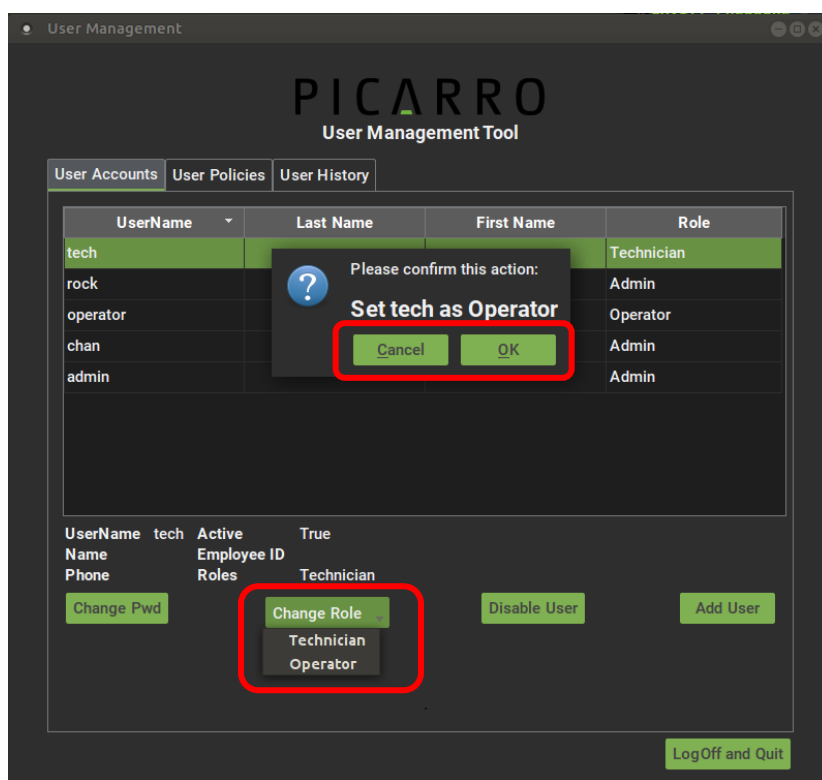 User Management
PICARRO
User Management Tool
User Accounts User Policies User History
UserName Last Name First Name Role
tech Technician
rock Admin
operator Operator
chan Admin
admin Admin
Please confirm this action:
Set tech as Operator
Cancel OK
UserName tech Active True
Name Employee ID
Phone Roles Technician
Change Pwd Change Role Disable User Add User
Technician
Operator
LogOff and Quit